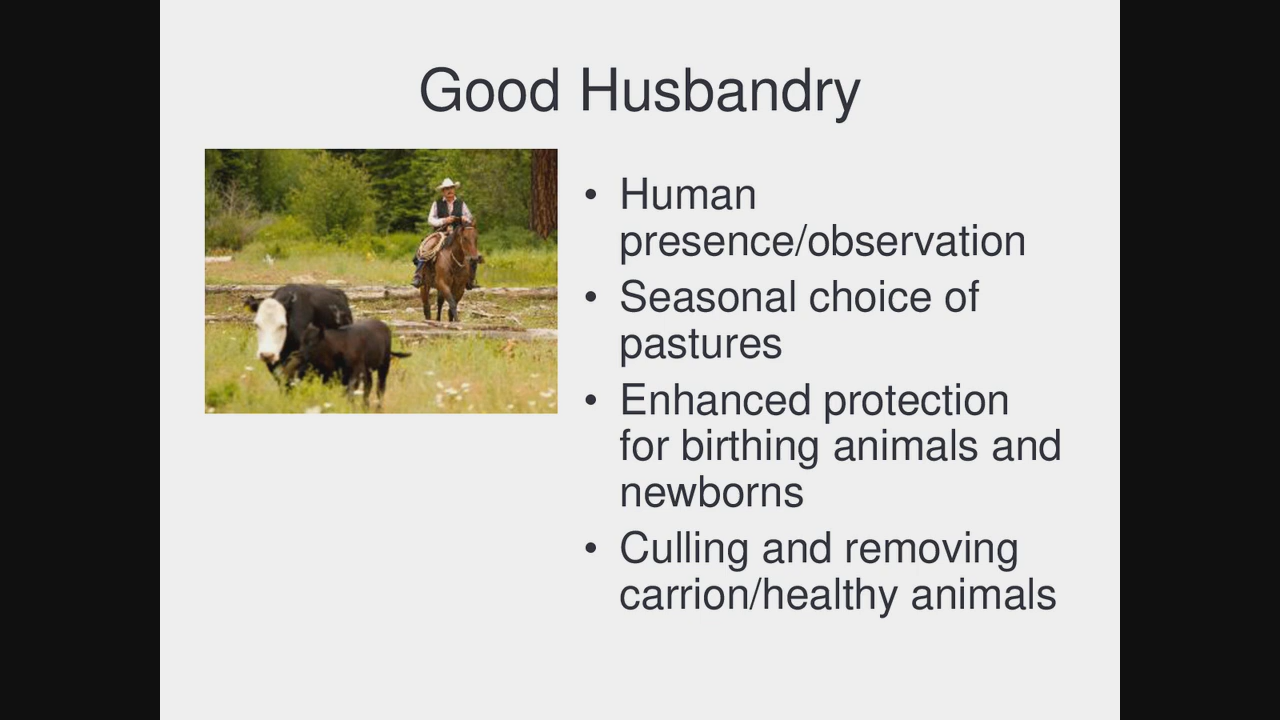 Good Husbandry
• Human
presence/observation
• Seasonal choice of
pastures
• Enhanced protection
for birthing animals and
newborns
• Culling and removing
carrion/healthy animals